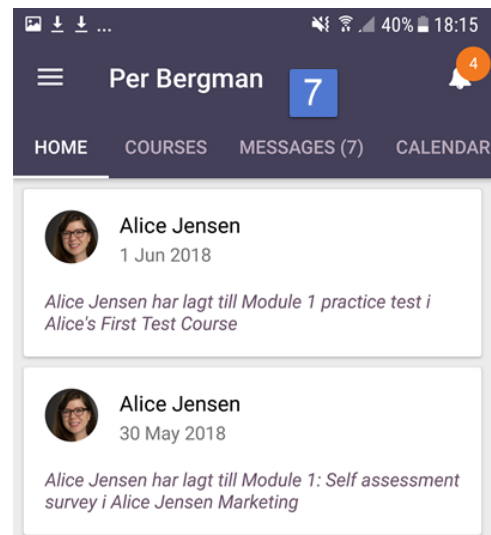 ... 40% 18:15
Per Bergman 7 4
HOME COURSES MESSAGES (7) CALENDAR
Alice Jensen
1 Jun 2018
Alice Jensen har lagt till Module 1 practice test i
Alice's First Test Course
Alice Jensen
30 May 2018
Alice Jensen har lagt till Module 1: Self assessment
survey i Alice Jensen Marketing